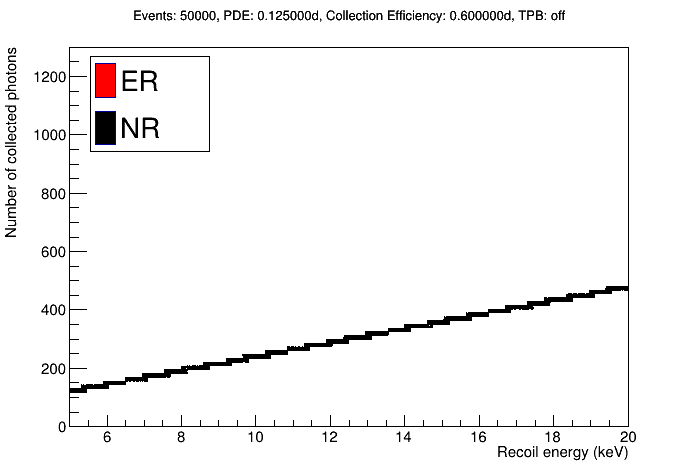 Events: 50000, PDE: 0.125000d, Collection Efficiency: 0.600000d, TPB: off
Number of collected photons
ER
NR
1200
1000
800
600
400
200
0
6 8 10 12 14 16 18 20
Recoil energy (keV)